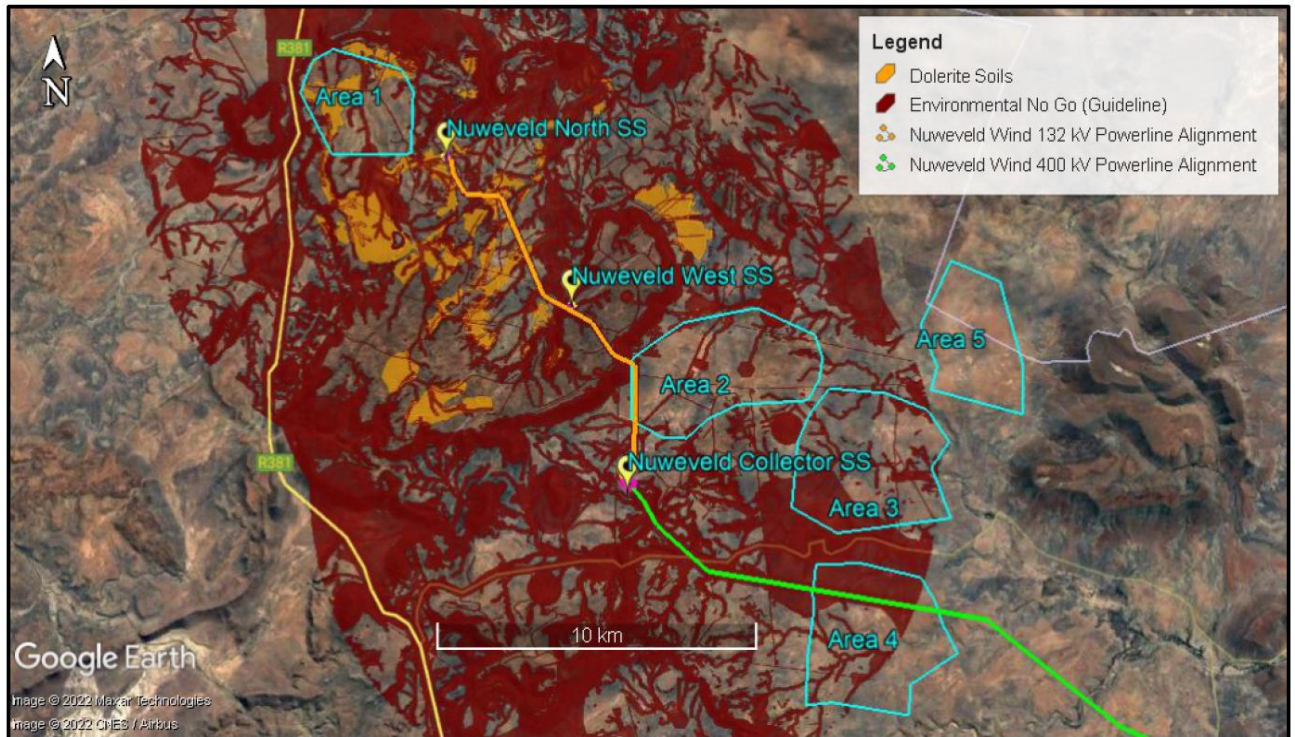 N
R381
Area 1
Nuweveld North SS
Nuweveld West SS
Area 2
Area 5
R381
Nuweveld Collector SS
Area 3
Area 4
10 km
Legend
Dolerite Soils
Environmental No Go (Guideline)
Nuweveld Wind 132 kV Powerline Alignment
Nuweveld Wind 400 kV Powerline Alignment
Google Earth
Image © 2022 Maxar Technologies
Image © 2022 CNES / Airbus